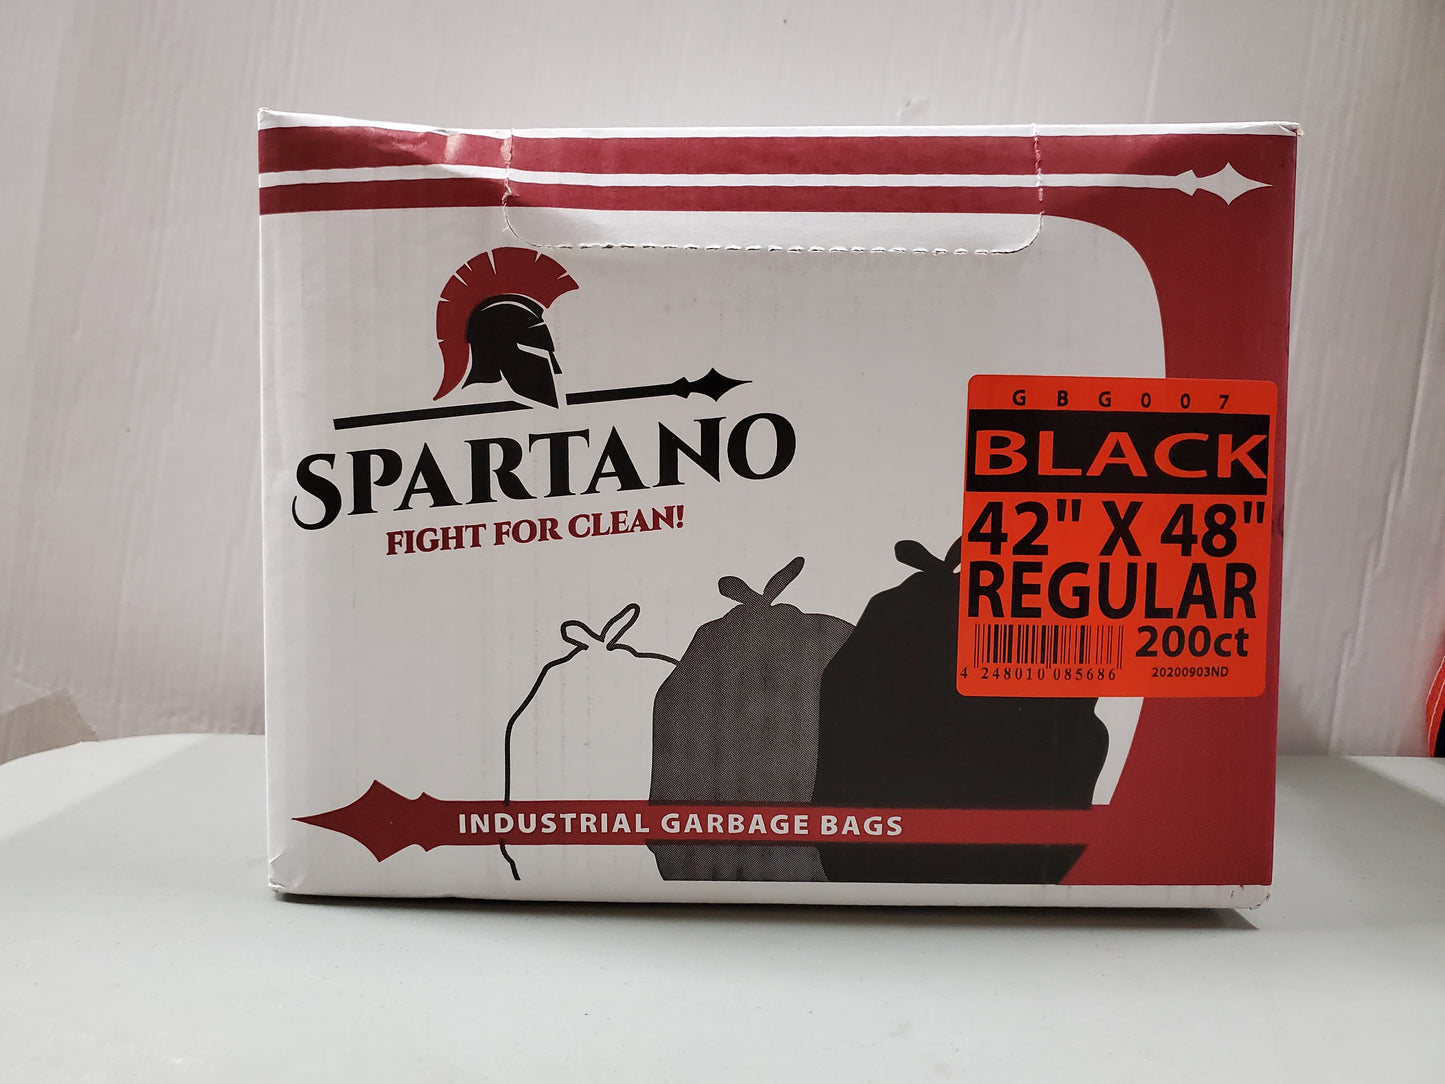 SPARTANO
FIGHT FOR CLEAN!
GBG007
BLACK
42" X 48"
REGULAR
200ct
4 248010 085686
20200903ND
INDUSTRIAL GARBAGE BAGS